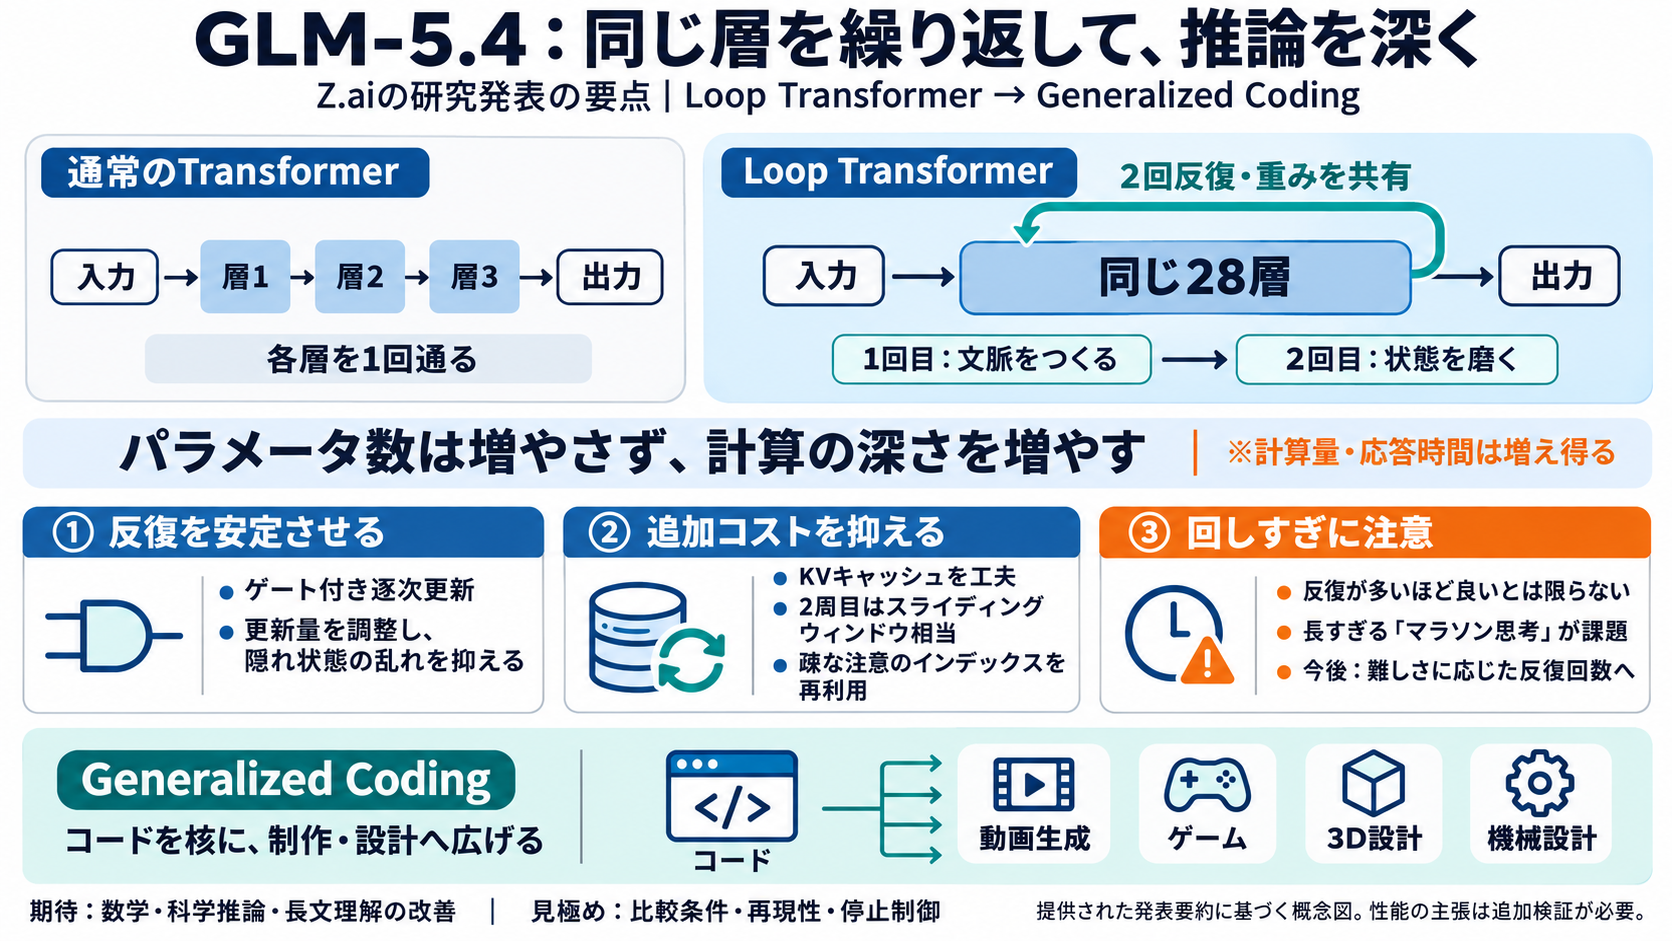 GLM-5.4：同じ層を繰り返して、推論を深く
Z.aiの研究発表の要点 | Loop Transformer → Generalized Coding
通常のTransformer
入力 → 層1 → 層2 → 層3 → 出力
各層を1回通る
Loop Transformer
2回反復・重みを共有
入力 → 同じ28層 → 出力
1回目：文脈をつくる → 2回目：状態を磨く
パラメータ数は増やさず、計算の深さを増やす
※計算量・応答時間は増え得る
① 反復を安定させる
● ゲート付き逐次更新
● 更新量を調整し、
隠れ状態の乱れを抑える
② 追加コストを抑える
● KVキャッシュを工夫
● 2周目はスライディング
ウィンドウ相当
● 疎な注意のインデックスを
再利用
③ 回しすぎに注意
● 反復が多いほど良いとは限らない
● 長すぎる「マラソン思考」が課題
● 今後：難しさに応じた反復回数へ
Generalized Coding
コードを核に、制作・設計へ広げる
</>
コード
動画生成
ゲーム
3D設計
機械設計
期待：数学・科学推論・長文理解の改善 | 見極め：比較条件・再現性・停止制御
提供された発表要約に基づく概念図。性能の主張は追加検証が必要。